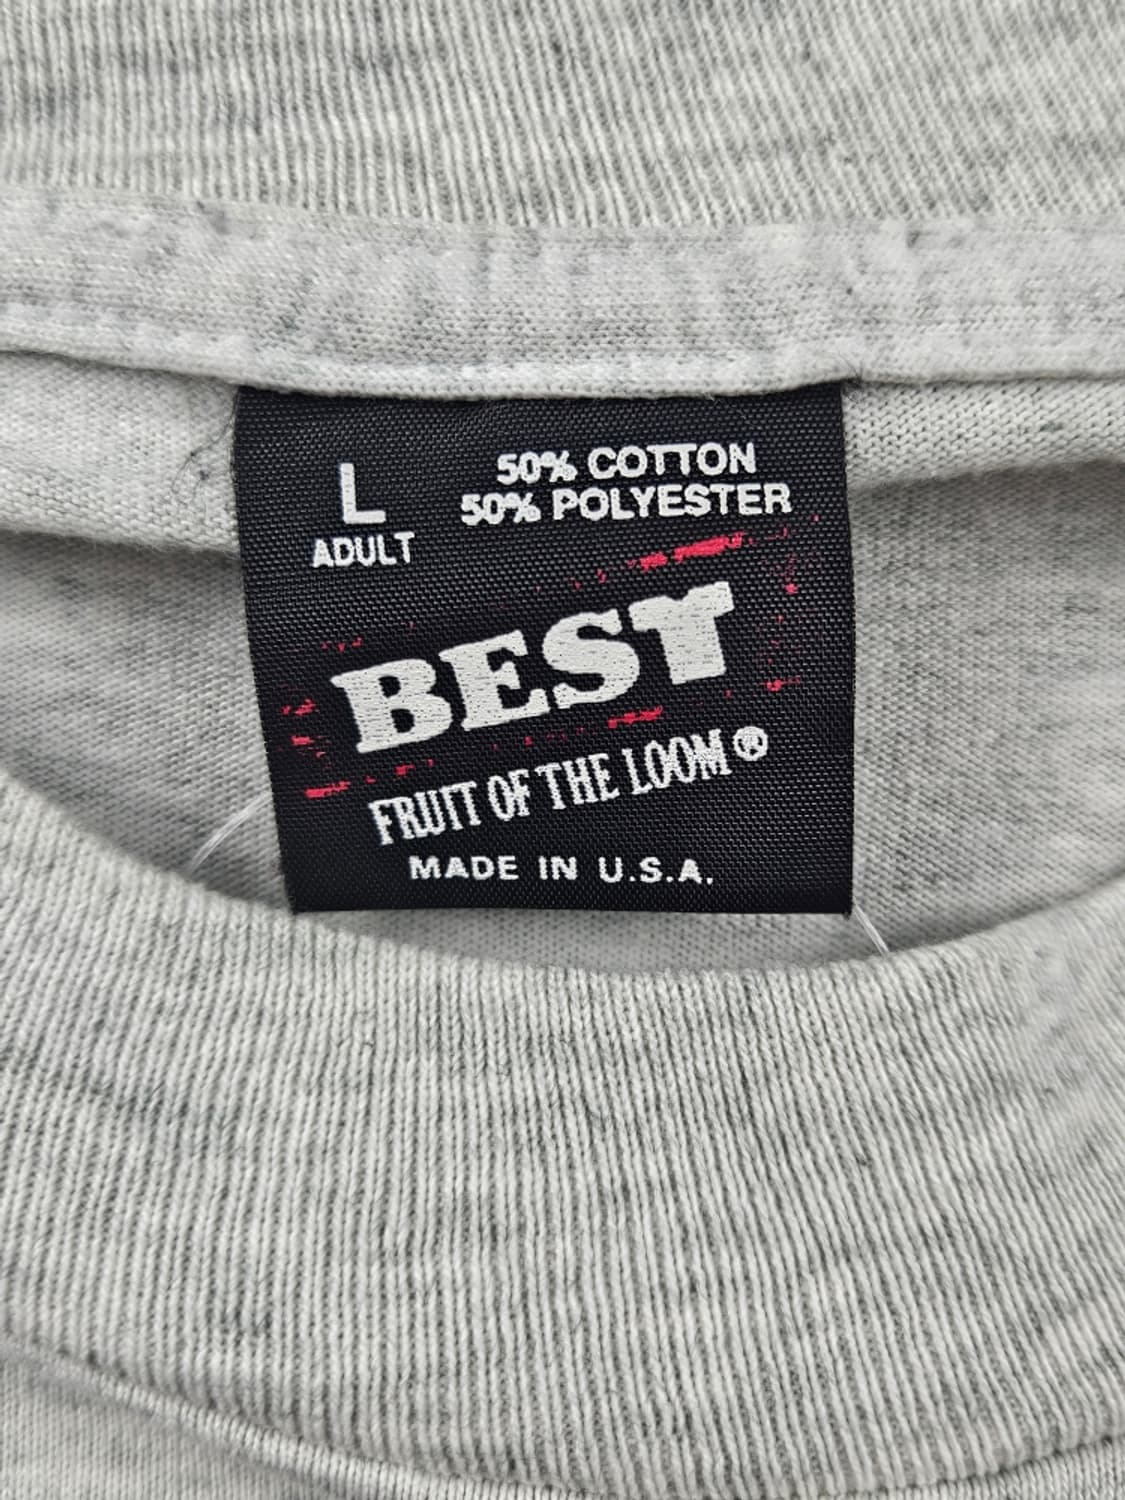 L
ADULT
50% COTTON
50% POLYESTER
BEST
FRUIT OF THE LOOM®
MADE IN U.S.A.